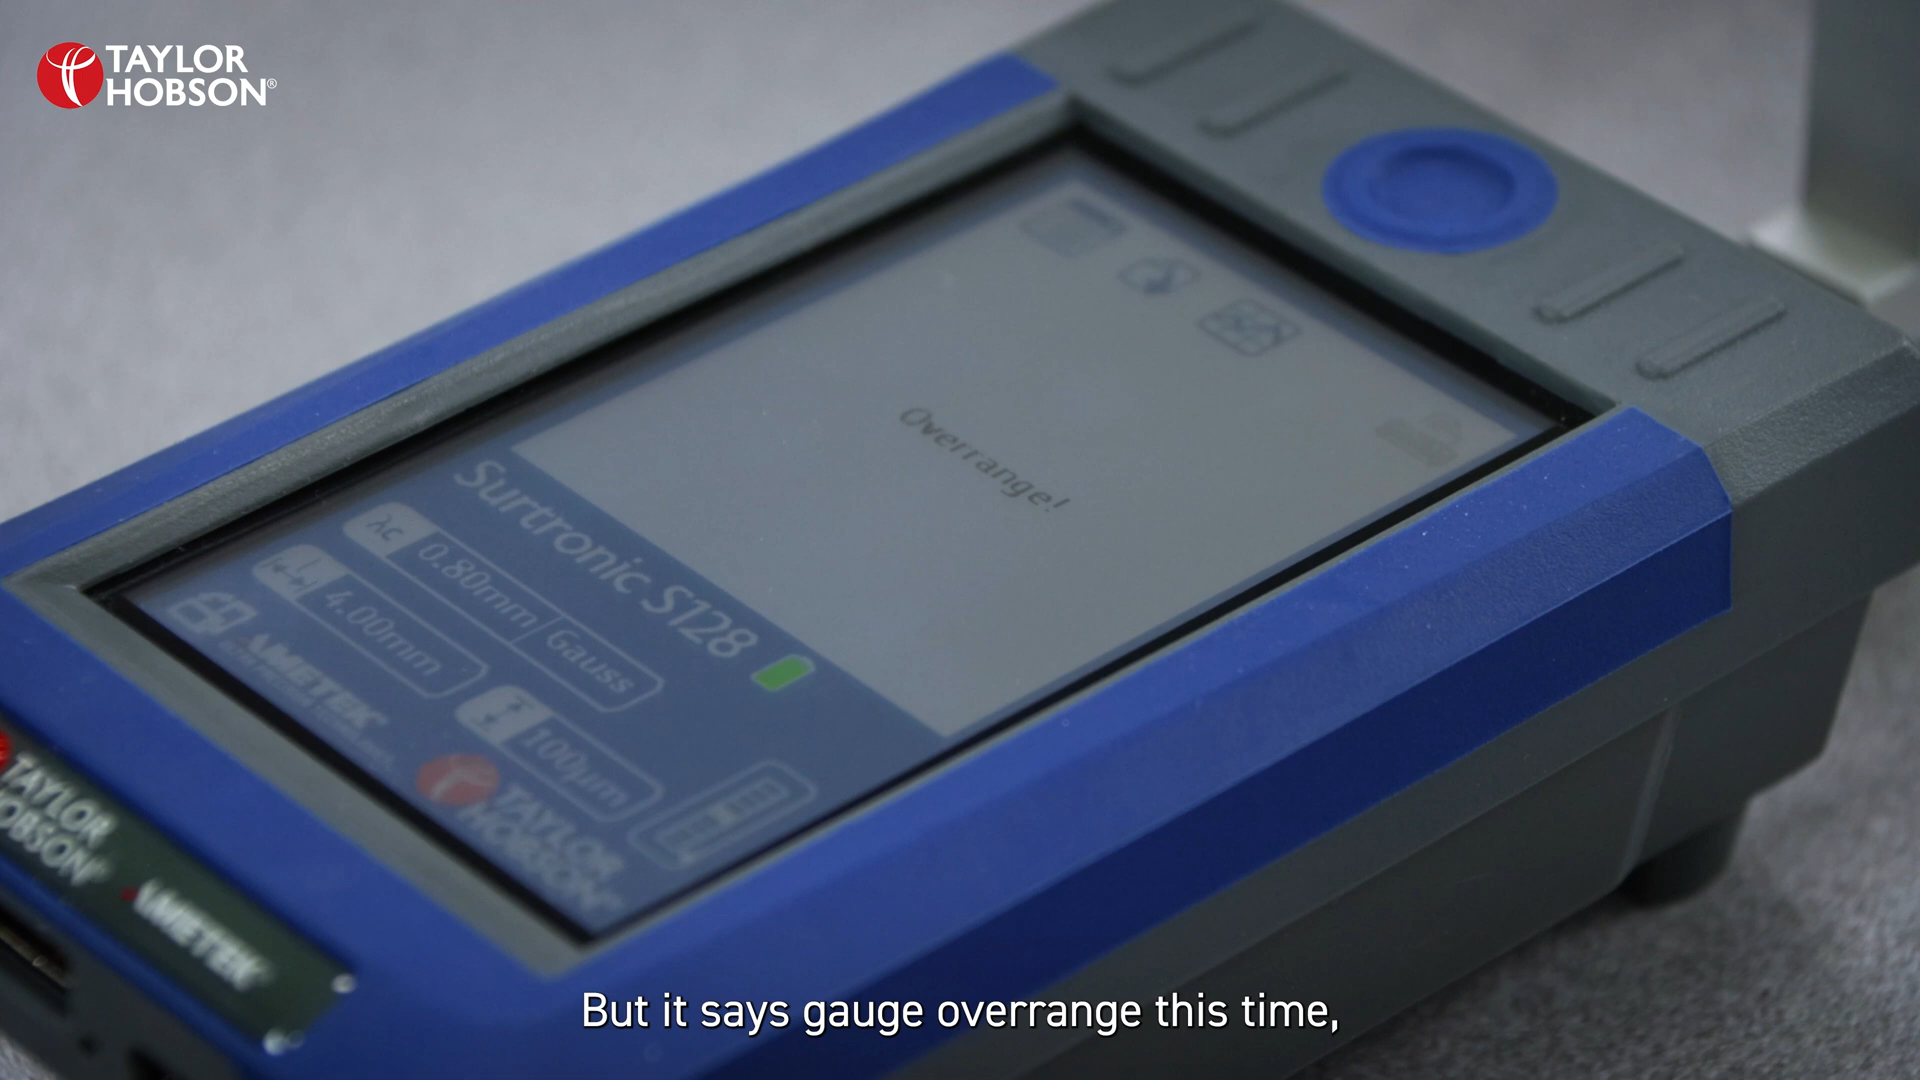 TAYLOR
HOBSON®
Overrange!
Surtronic S128
λc 0.80mm Gauss
4.00mm
100µm
AMETEK
TAYLOR
HOBSON
TAYLOR
HOBSON
AMETEK
But it says gauge overrange this time,